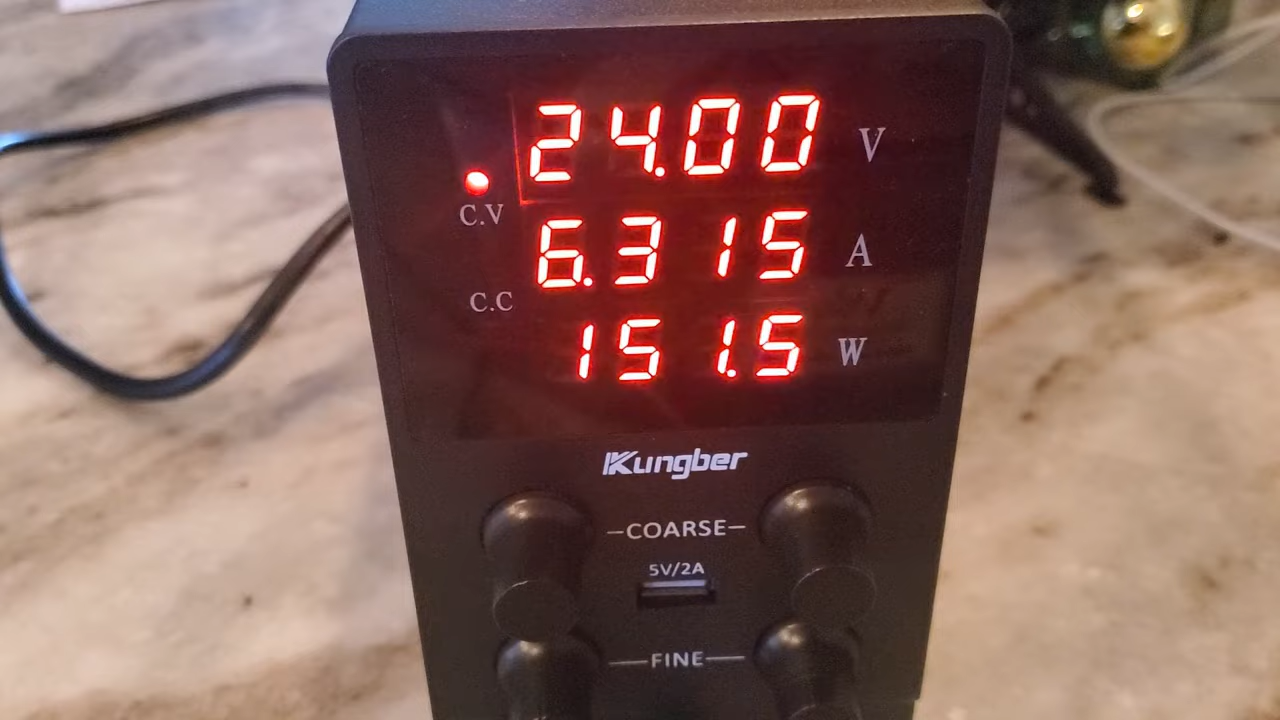 24.00 V
C.V
6.315 A
C.C
151.5 W
Kungber
COARSE
5V/2A
FINE